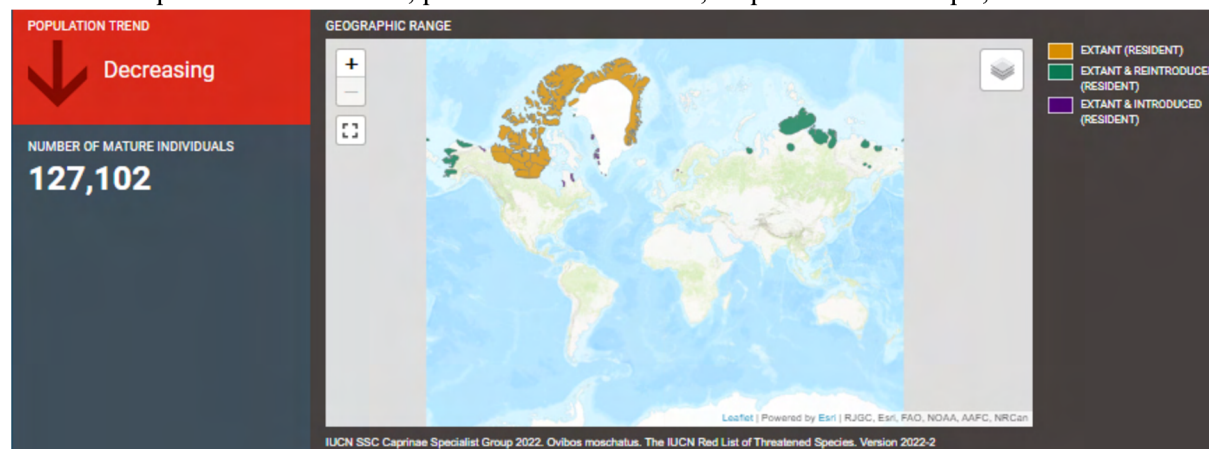 POPULATION TREND
Decreasing
NUMBER OF MATURE INDIVIDUALS
127,102
GEOGRAPHIC RANGE
+
−
EXTANT (RESIDENT)
EXTANT & REINTRODUCED
(RESIDENT)
EXTANT & INTRODUCED
(RESIDENT)
Leaflet | Powered by Esri | RJGC, Esri, FAO, NOAA, AAFC, NRCan
IUCN SSC Caprinae Specialist Group 2022. Ovibos moschatus. The IUCN Red List of Threatened Species. Version 2022-2